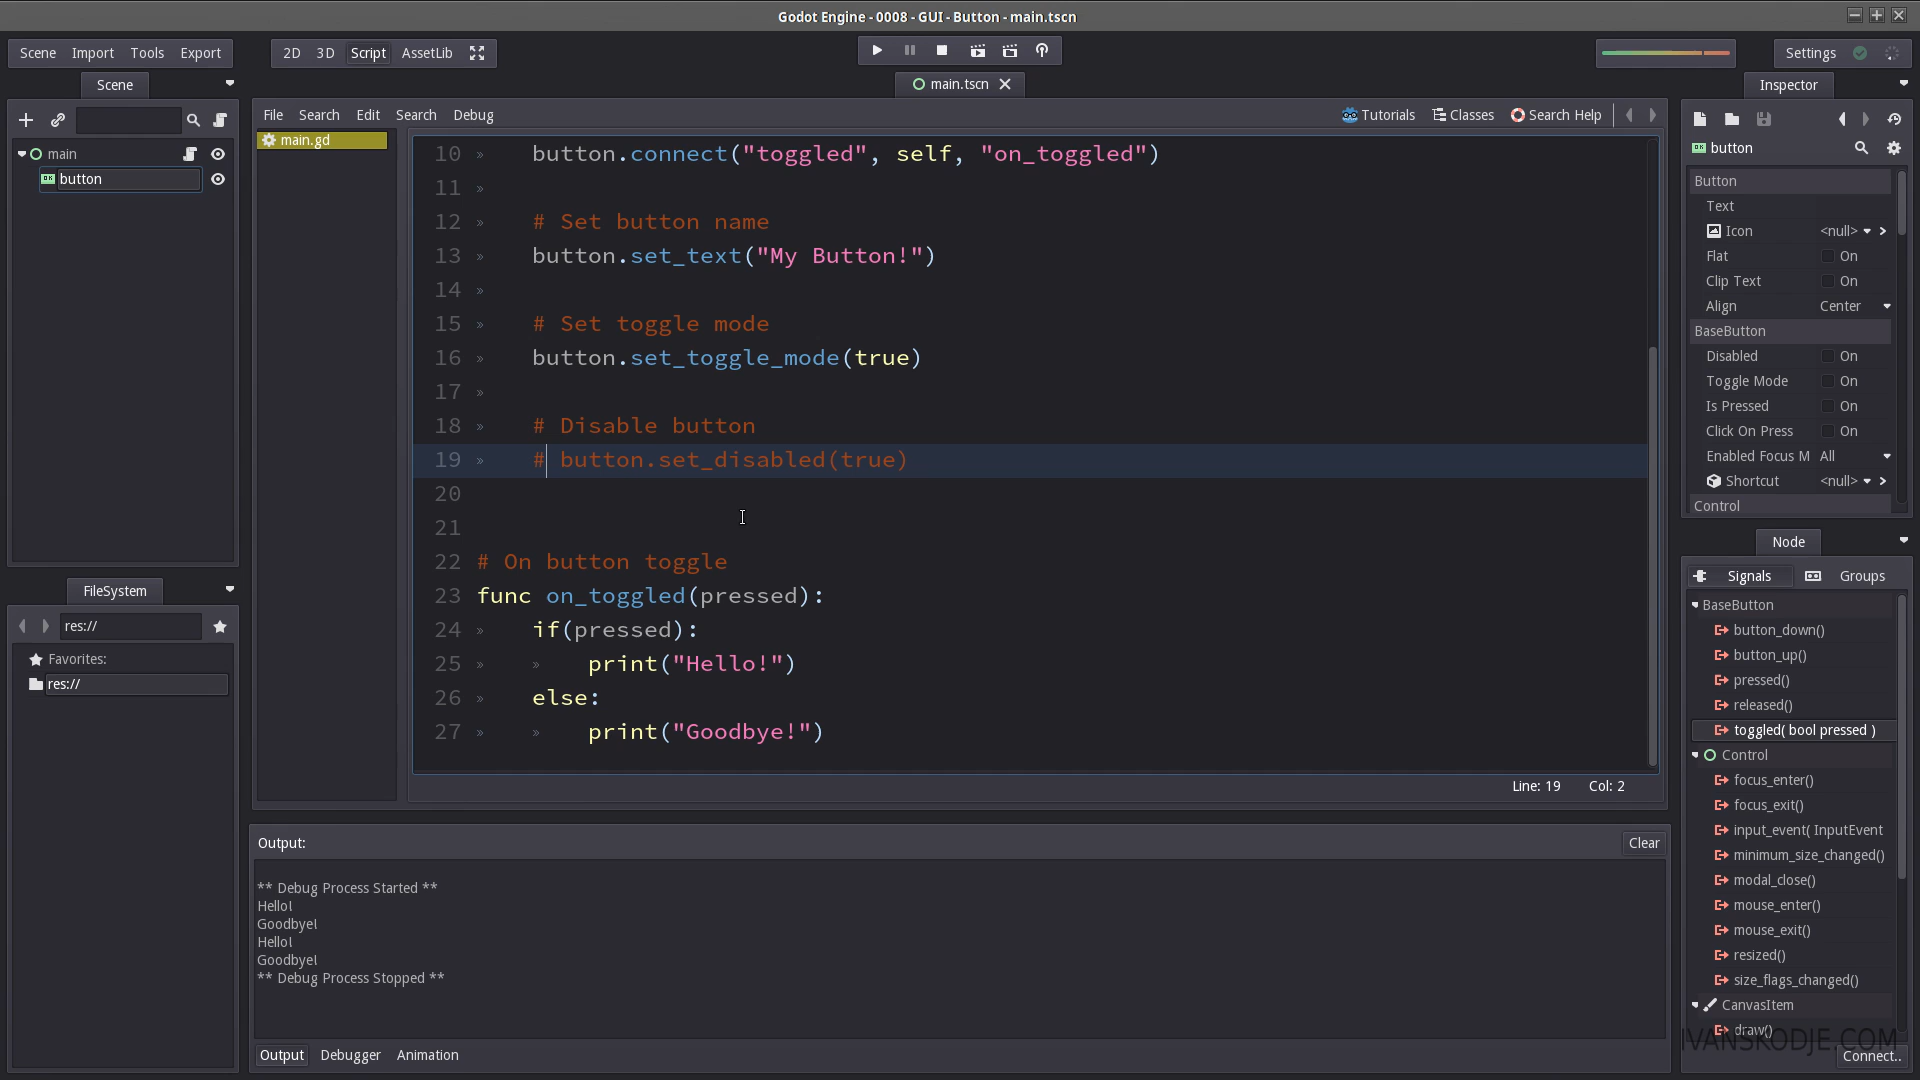 Godot Engine - 0008 - GUI - Button - main.tscn
Scene Import Tools Export 2D 3D Script AssetLib Settings
Scene
main
button
FileSystem
res://
Favorites:
res://
main.tscn
File Search Edit Search Debug Tutorials Classes Search Help
main.gd
10 » button.connect("toggled", self, "on_toggled")
11 »
12 » # Set button name
13 » button.set_text("My Button!")
14 »
15 » # Set toggle mode
16 » button.set_toggle_mode(true)
17 »
18 » # Disable button
19 » # button.set_disabled(true)
20
21
22 # On button toggle
23 func on_toggled(pressed):
24 » if(pressed):
25 » » print("Hello!")
26 » else:
27 » » print("Goodbye!")
Line: 19 Col: 2
Output: Clear
** Debug Process Started **
Hello!
Goodbye!
Hello!
Goodbye!
** Debug Process Stopped **
Output Debugger Animation
Inspector
button
Button
Text
Icon <null>
Flat On
Clip Text On
Align Center
BaseButton
Disabled On
Toggle Mode On
Is Pressed On
Click On Press On
Enabled Focus M All
Shortcut <null>
Control
Node
Signals Groups
BaseButton
button_down()
button_up()
pressed()
released()
toggled( bool pressed )
Control
focus_enter()
focus_exit()
input_event( InputEvent
minimum_size_changed()
modal_close()
mouse_enter()
mouse_exit()
resized()
size_flags_changed()
CanvasItem
draw()
IVANSKODJE.COM
Connect..